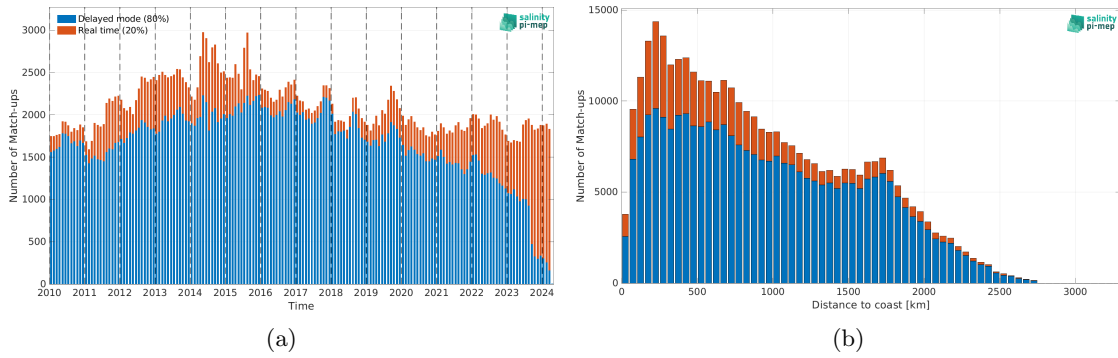 Delayed mode (80%)
Real time (20%)
salinity
pi-mep
Number of Match-ups
3000
2500
2000
1500
1000
500
0
2010 2011 2012 2013 2014 2015 2016 2017 2018 2019 2020 2021 2022 2023 2024
Time
(a)
salinity
pi-mep
Number of Match-ups
15000
10000
5000
0
0 500 1000 1500 2000 2500 3000
Distance to coast [km]
(b)